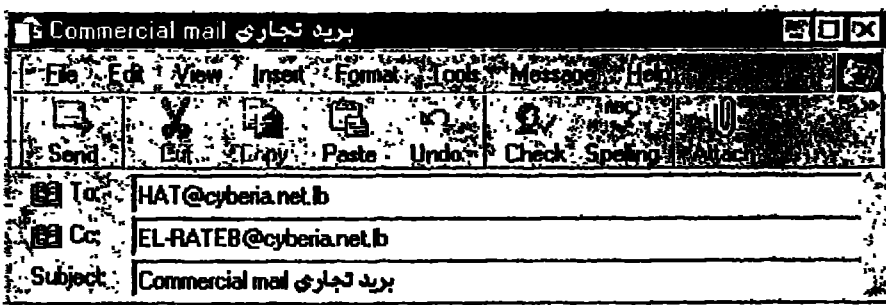 Commercial mail بريد تجاري
File Edit View Insert Format Tools Message Help
Send Cut Copy Paste Undo Check Spelling Attach
To: HAT@cyberia.net.lb
Cc: EL-RATEB@cyberia.net.lb
Subject: Commercial mail بريد تجاري